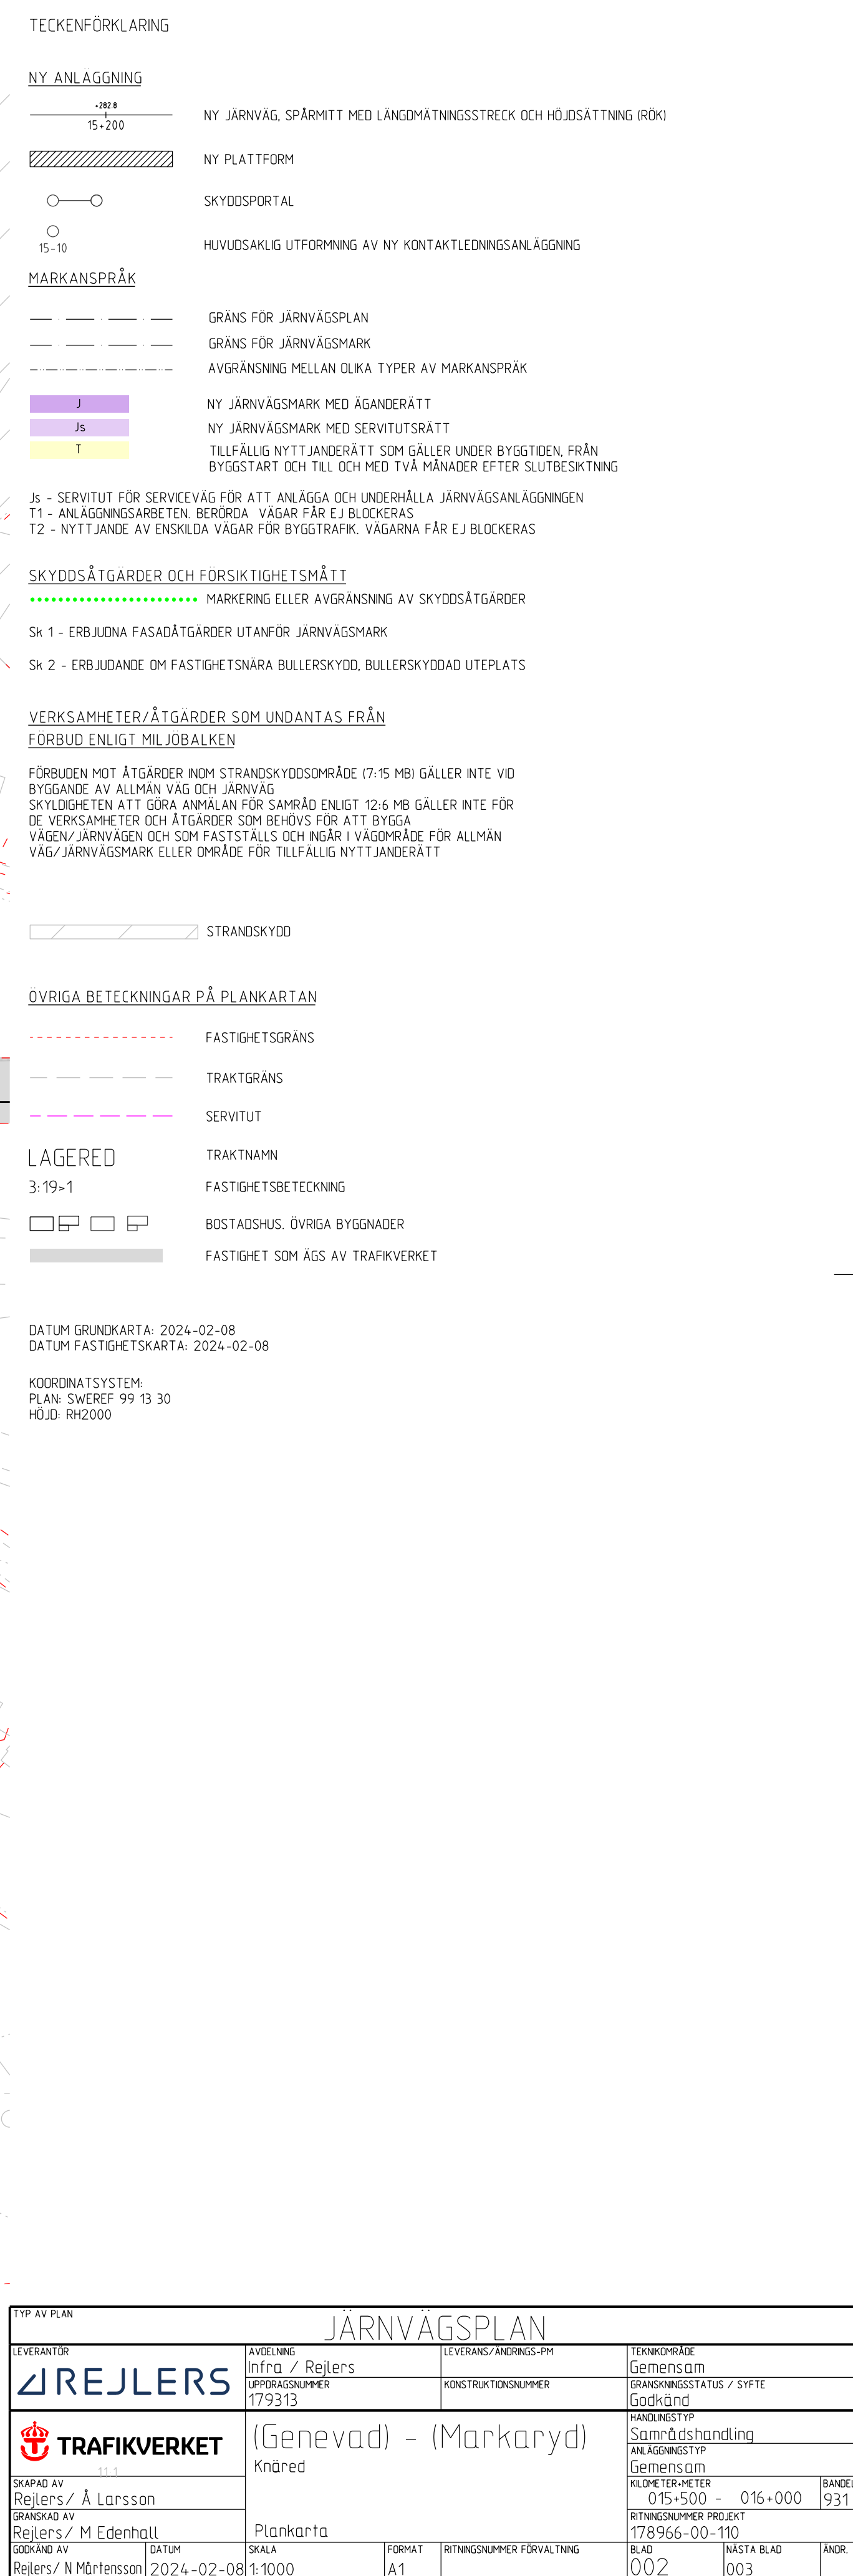 TECKENFÖRKLARING
NY ANLÄGGNING
+282 8
15+200
NY JÄRNVÄG, SPÅRMITT MED LÄNGDMÄTNINGSSTRECK OCH HÖJDSÄTTNING (RÖK)
NY PLATTFORM
SKYDDSPORTAL
15-10
HUVUDSAKLIG UTFORMNING AV NY KONTAKTLEDNINGSANLÄGGNING
MARKANSPRÅK
GRÄNS FÖR JÄRNVÄGSPLAN
GRÄNS FÖR JÄRNVÄGSMARK
AVGRÄNSNING MELLAN OLIKA TYPER AV MARKANSPRÄK
J NY JÄRNVÄGSMARK MED ÄGANDERÄTT
Js NY JÄRNVÄGSMARK MED SERVITUTSRÄTT
T TILLFÄLLIG NYTTJANDERÄTT SOM GÄLLER UNDER BYGGTIDEN, FRÅN
BYGGSTART OCH TILL OCH MED TVÅ MÅNADER EFTER SLUTBESIKTNING
Js - SERVITUT FÖR SERVICEVÄG FÖR ATT ANLÄGGA OCH UNDERHÅLLA JÄRNVÄGSANLÄGGNINGEN
T1 - ANLÄGGNINGSARBETEN. BERÖRDA VÄGAR FÅR EJ BLOCKERAS
T2 - NYTTJANDE AV ENSKILDA VÄGAR FÖR BYGGTRAFIK. VÄGARNA FÅR EJ BLOCKERAS
SKYDDSÅTGÄRDER OCH FÖRSIKTIGHETSMÅTT
MARKERING ELLER AVGRÄNSNING AV SKYDDSÅTGÄRDER
Sk 1 - ERBJUDNA FASADÅTGÄRDER UTANFÖR JÄRNVÄGSMARK
Sk 2 - ERBJUDANDE OM FASTIGHETSNÄRA BULLERSKYDD, BULLERSKYDDAD UTEPLATS
VERKSAMHETER/ÅTGÄRDER SOM UNDANTAS FRÅN
FÖRBUD ENLIGT MILJÖBALKEN
FÖRBUDEN MOT ÅTGÄRDER INOM STRANDSKYDDSOMRÅDE (7:15 MB) GÄLLER INTE VID
BYGGANDE AV ALLMÄN VÄG OCH JÄRNVÄG
SKYLDIGHETEN ATT GÖRA ANMÄLAN FÖR SAMRÅD ENLIGT 12:6 MB GÄLLER INTE FÖR
DE VERKSAMHETER OCH ÅTGÄRDER SOM BEHÖVS FÖR ATT BYGGA
VÄGEN/JÄRNVÄGEN OCH SOM FASTSTÄLLS OCH INGÅR I VÄGOMRÅDE FÖR ALLMÄN
VÄG/JÄRNVÄGSMARK ELLER OMRÅDE FÖR TILLFÄLLIG NYTTJANDERÄTT
STRANDSKYDD
ÖVRIGA BETECKNINGAR PÅ PLANKARTAN
FASTIGHETSGRÄNS
TRAKTGRÄNS
SERVITUT
LAGERED TRAKTNAMN
3:19>1 FASTIGHETSBETECKNING
BOSTADSHUS. ÖVRIGA BYGGNADER
FASTIGHET SOM ÄGS AV TRAFIKVERKET
DATUM GRUNDKARTA: 2024-02-08
DATUM FASTIGHETSKARTA: 2024-02-08
KOORDINATSYSTEM:
PLAN: SWEREF 99 13 30
HÖJD: RH2000
TYP AV PLAN
JÄRNVÄGSPLAN
LEVERANTÖR AVDELNING LEVERANS/ÄNDRINGS-PM TEKNIKOMRÅDE
REJLERS
Infra / Rejlers Gemensam
UPPDRAGSNUMMER KONSTRUKTIONSNUMMER GRANSKNINGSSTATUS / SYFTE
179313 Godkänd
HANDLINGSTYP
Samrådshandling
TRAFIKVERKET
11.1
(Genevad) - (Markaryd)
Knäred
ANLÄGGNINGSTYP
Gemensam
SKAPAD AV KILOMETER+METER BANDEL
Rejlers/ Å Larsson 015+500 - 016+000 931
GRANSKAD AV RITNINGSNUMMER PROJEKT
Rejlers/ M Edenhall Plankarta 178966-00-110
GODKÄND AV DATUM SKALA FORMAT RITNINGSNUMMER FÖRVALTNING BLAD NÄSTA BLAD ÄNDR.
Rejlers/ N Mårtensson 2024-02-08 1:1000 A1 002 003